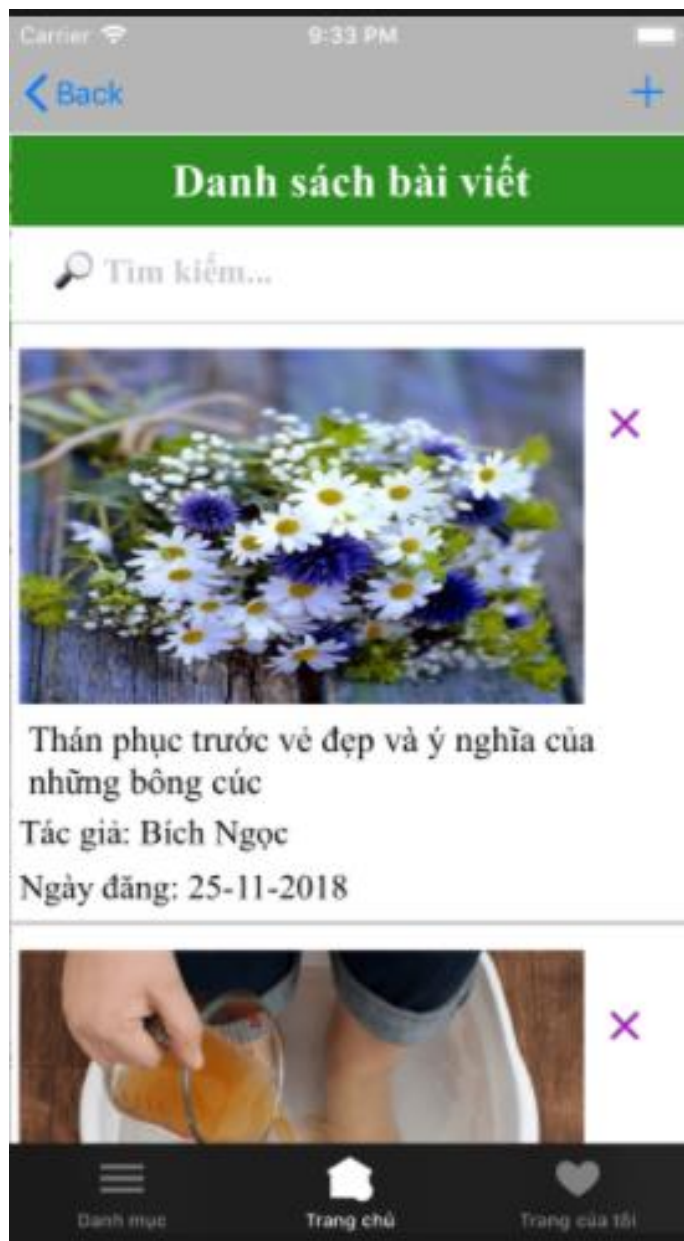 Carrier 9:33 PM
Back +
Danh sách bài viết
Tìm kiếm...
Thán phục trước vẻ đẹp và ý nghĩa của
những bông cúc
Tác giả: Bích Ngọc
Ngày đăng: 25-11-2018
Danh mục Trang chủ Trang của tôi